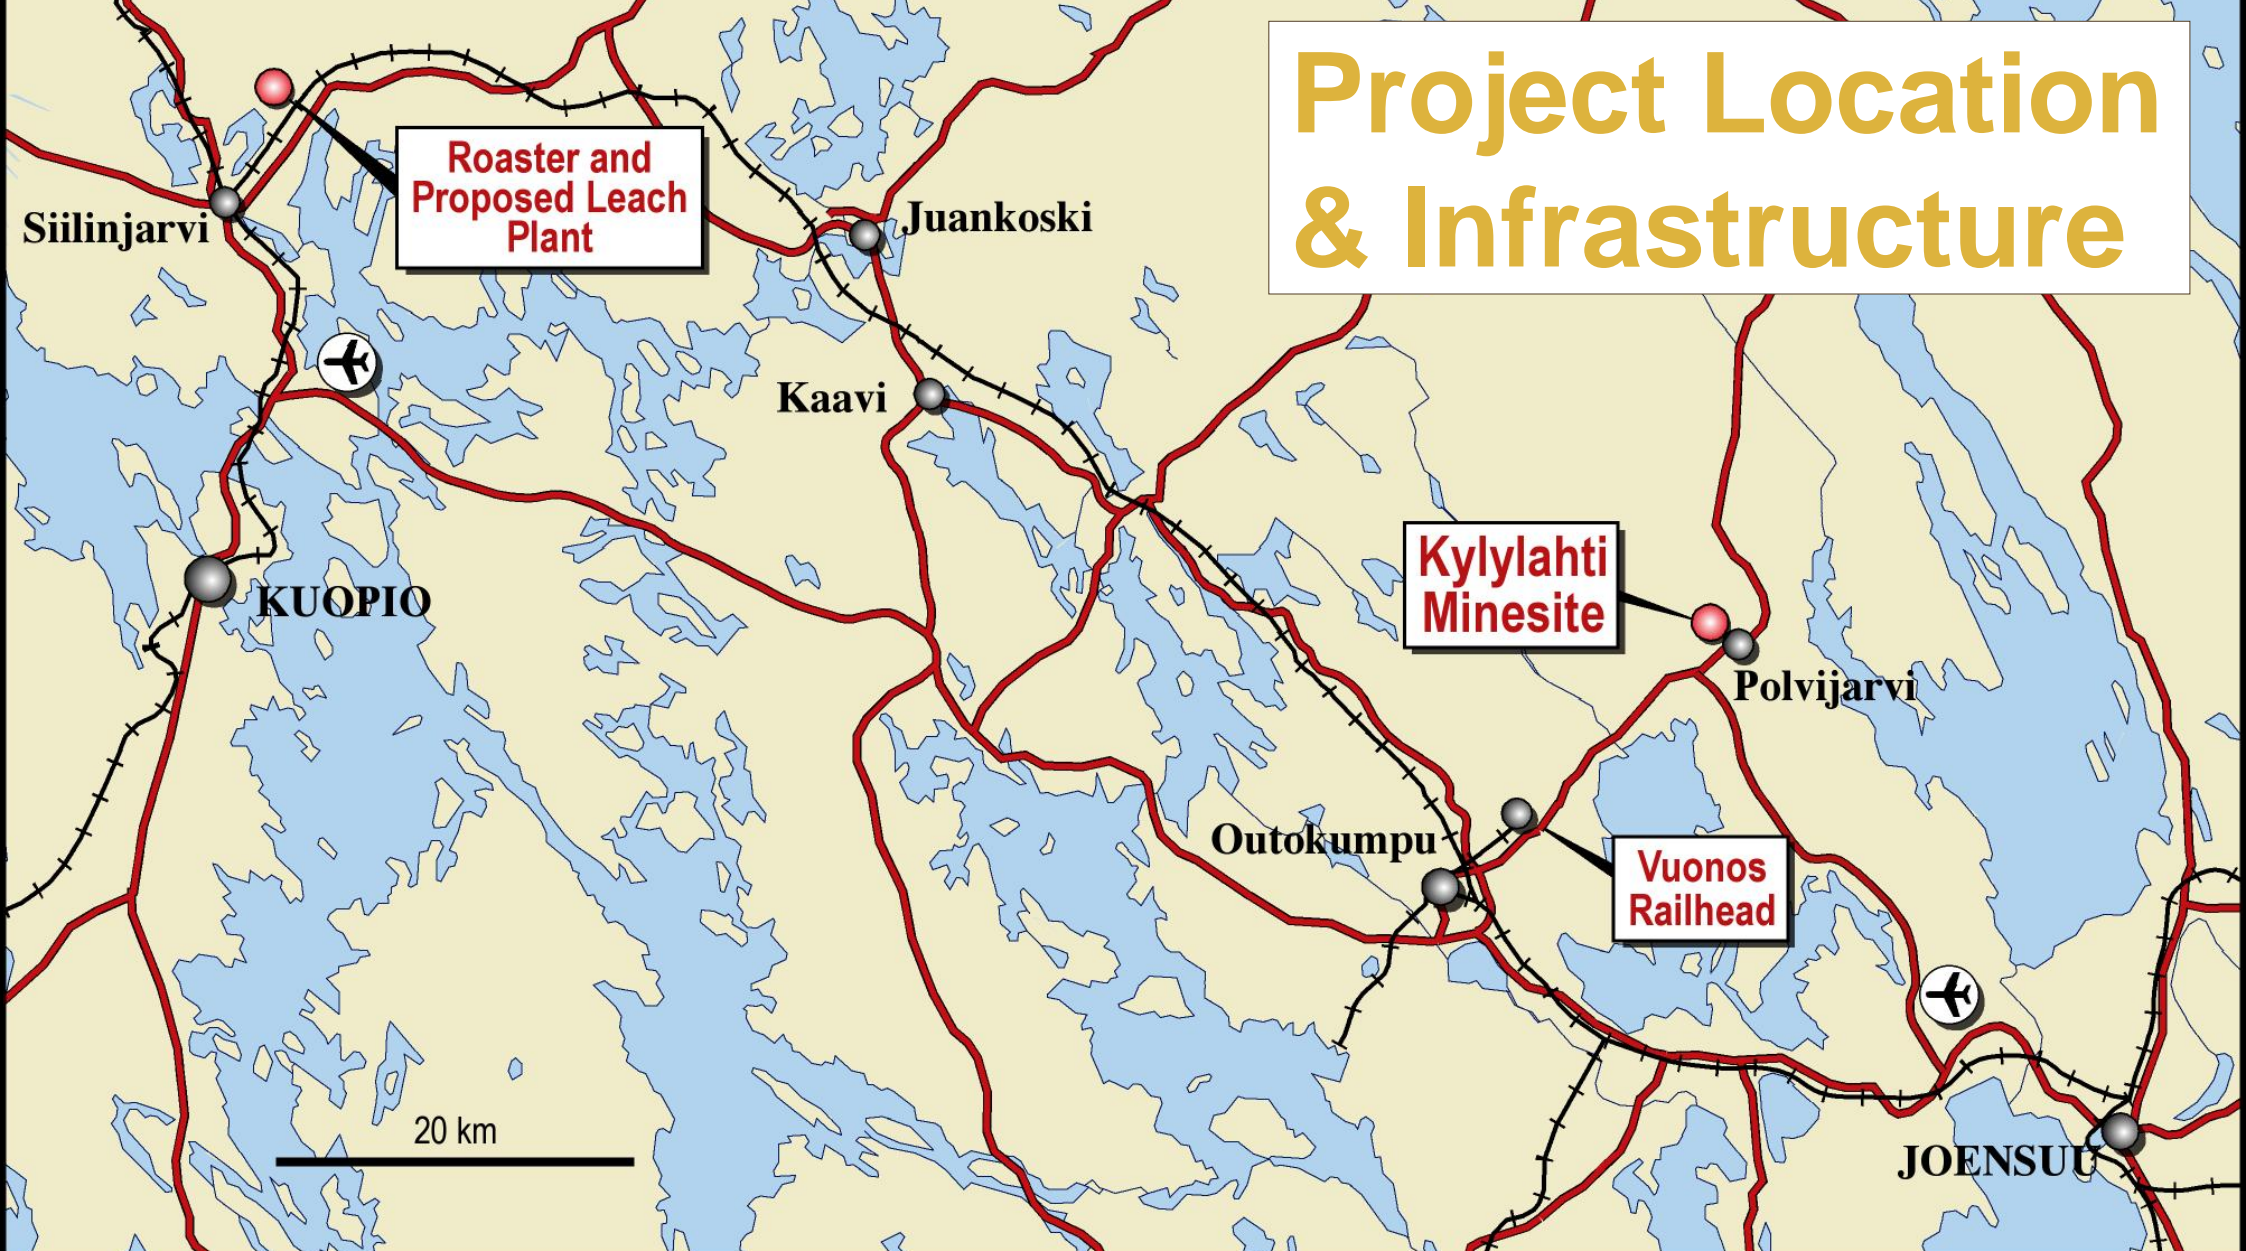 Project Location
& Infrastructure
Roaster and
Proposed Leach
Plant
Siilinjarvi
Juankoski
Kaavi
KUOPIO
Kylylahti
Minesite
Polvijarvi
Outokumpu
Vuonos
Railhead
20 km
JOENSUU